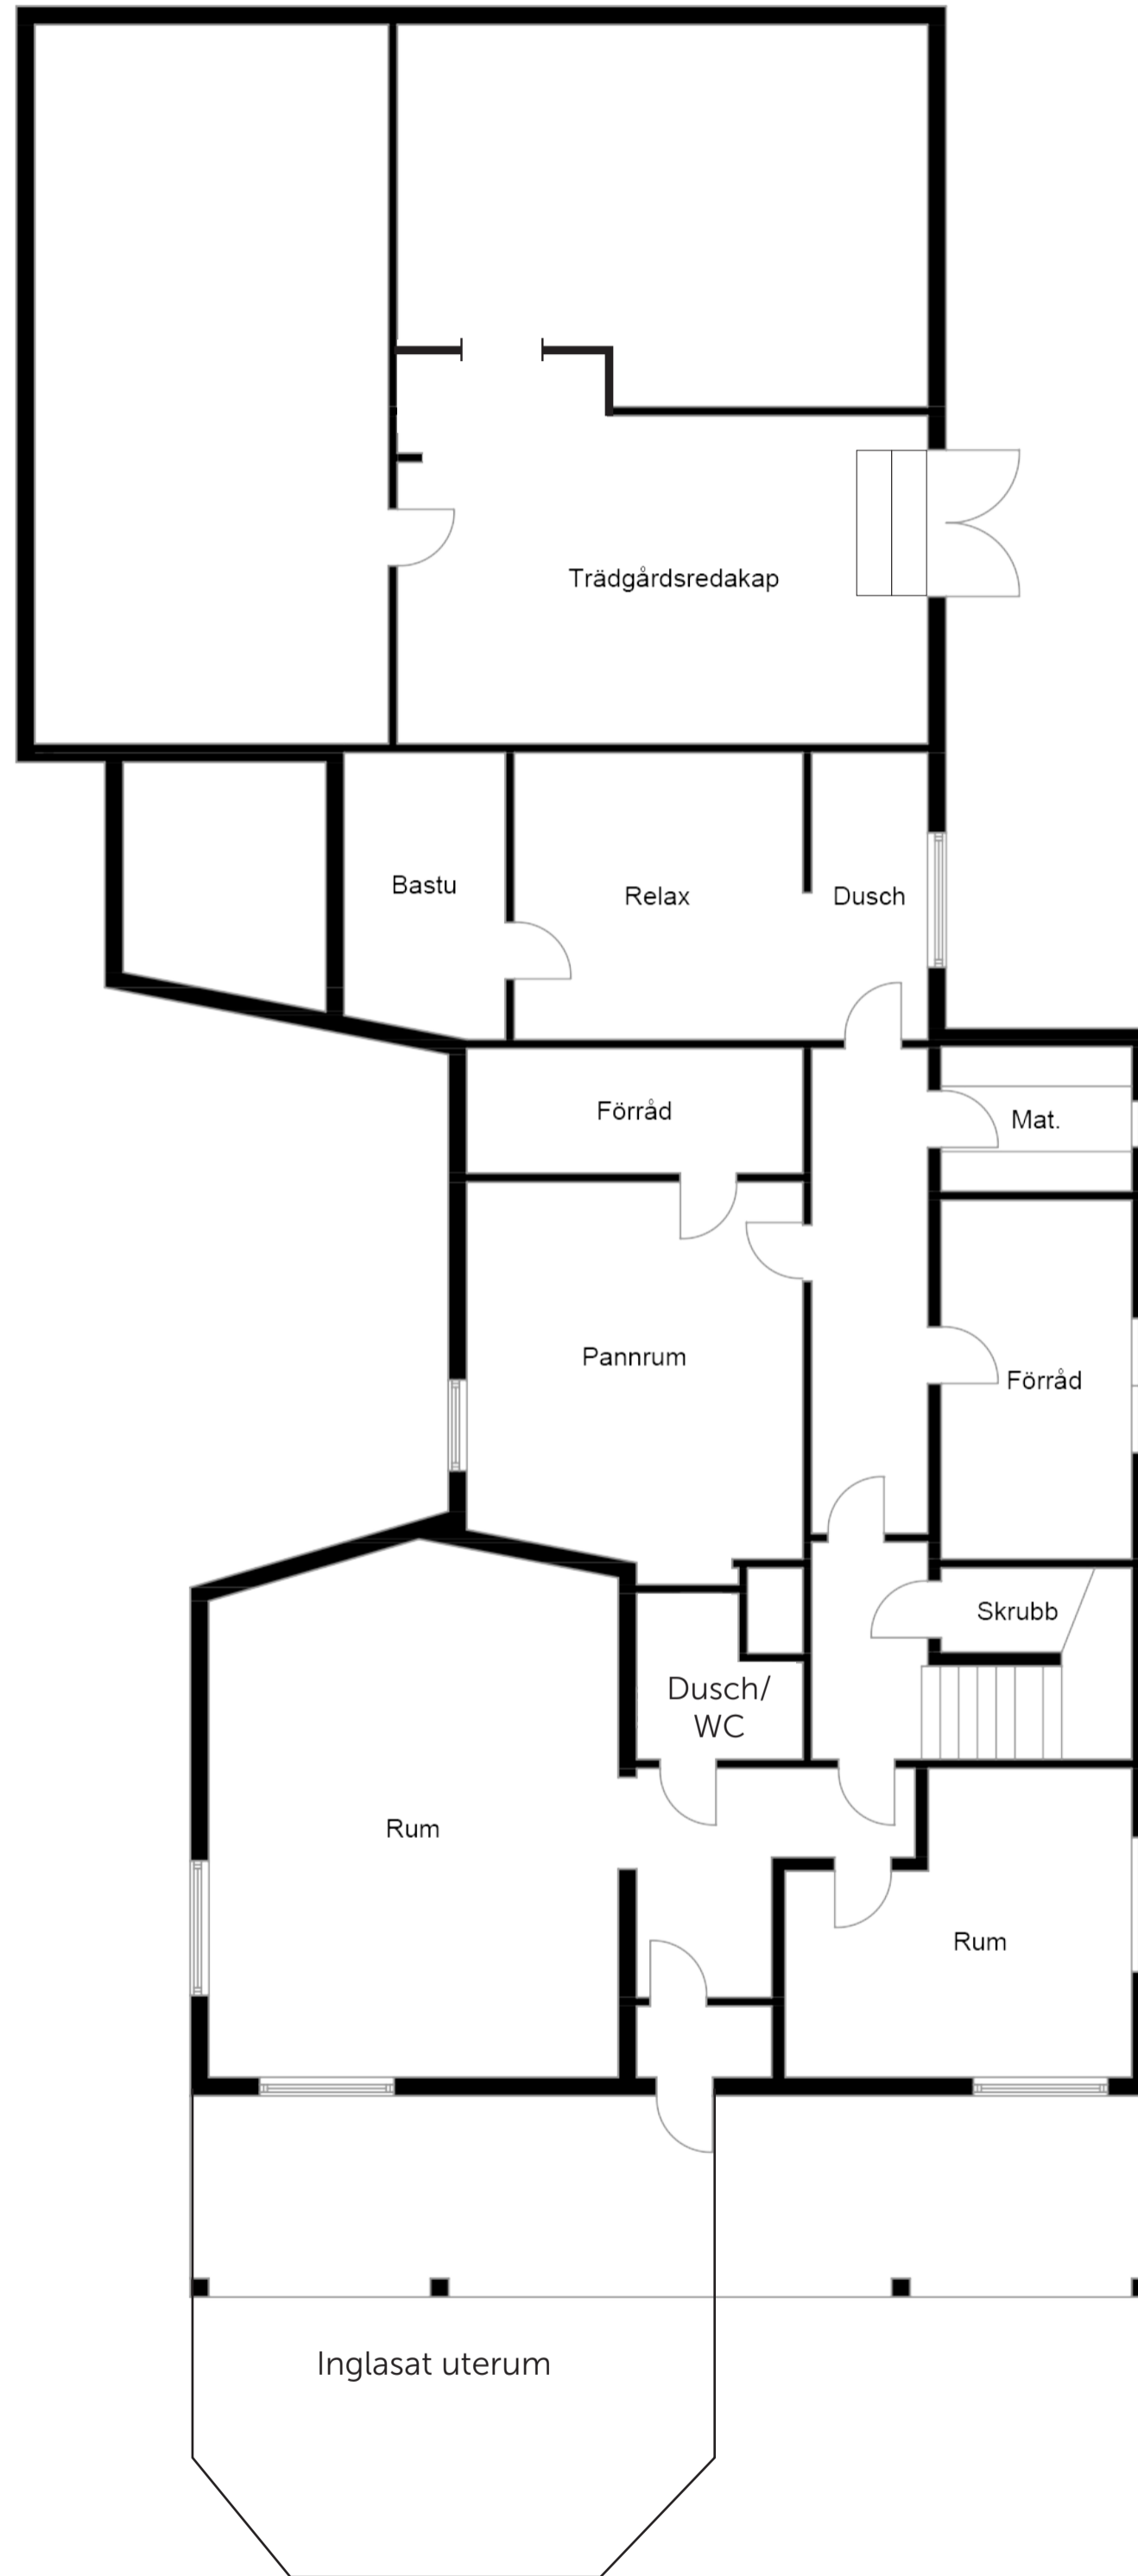 Trädgårdsredakap
Bastu
Relax
Dusch
Förråd
Mat.
Pannrum
Förråd
Skrubb
Dusch/
WC
Rum
Rum
Inglasat uterum